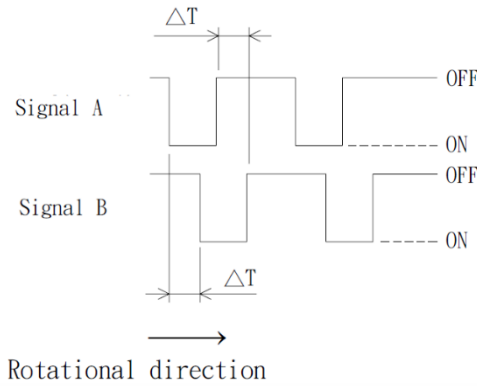 △T
OFF
Signal A
ON
OFF
Signal B
ON
△T
Rotational direction